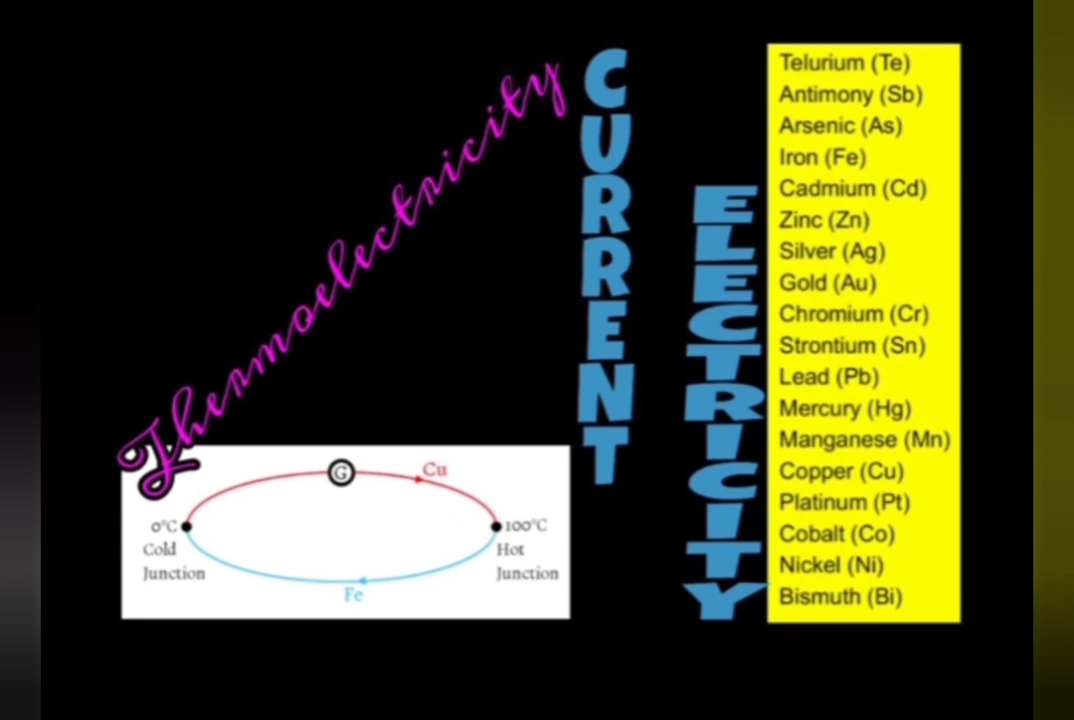 Thermoelectricity
CURRENT
ELECTRICITY
Telurium (Te)
Antimony (Sb)
Arsenic (As)
Iron (Fe)
Cadmium (Cd)
Zinc (Zn)
Silver (Ag)
Gold (Au)
Chromium (Cr)
Strontium (Sn)
Lead (Pb)
Mercury (Hg)
Manganese (Mn)
Copper (Cu)
Platinum (Pt)
Cobalt (Co)
Nickel (Ni)
Bismuth (Bi)
G
Cu
0°C
Cold
Junction
100°C
Hot
Junction
Fe